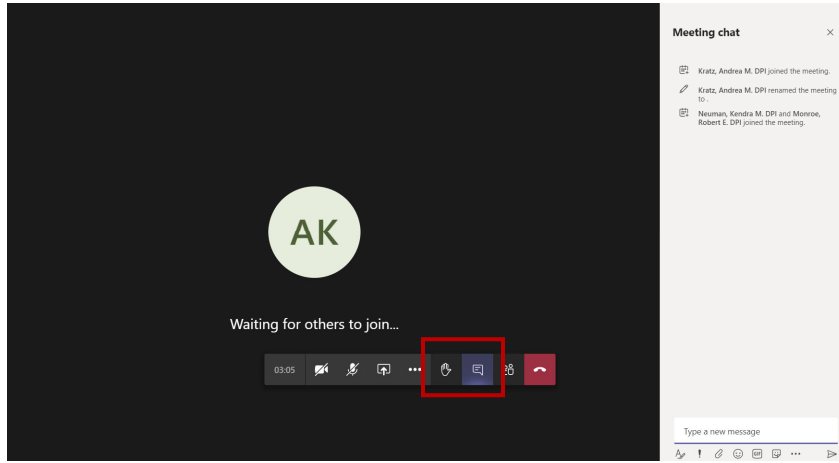 Meeting chat
Kratz, Andrea M. DPI joined the meeting.
Kratz, Andrea M. DPI renamed the meeting
to .
Neuman, Kendra M. DPI and Monroe,
Robert E. DPI joined the meeting.
AK
Waiting for others to join...
03:05
Type a new message
GIF